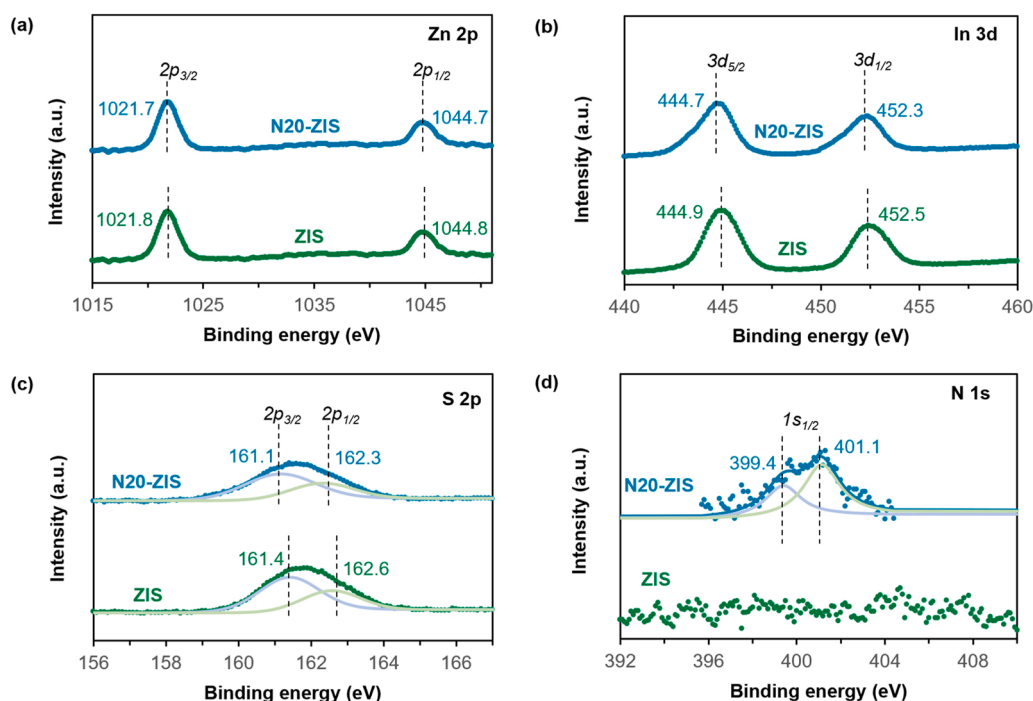 (a)
Zn 2p
2p3/2
2p1/2
1021.7
1044.7
N20-ZIS
1021.8
1044.8
ZIS
Intensity (a.u.)
1015
1025
1035
1045
Binding energy (eV)
(b)
In 3d
3d5/2
3d1/2
444.7
452.3
N20-ZIS
444.9
452.5
ZIS
Intensity (a.u.)
440
445
450
455
460
Binding energy (eV)
(c)
S 2p
2p3/2
2p1/2
161.1
162.3
N20-ZIS
161.4
162.6
ZIS
Intensity (a.u.)
156
158
160
162
164
166
Binding energy (eV)
(d)
N 1s
1s1/2
401.1
399.4
N20-ZIS
ZIS
Intensity (a.u.)
392
396
400
404
408
Binding energy (eV)